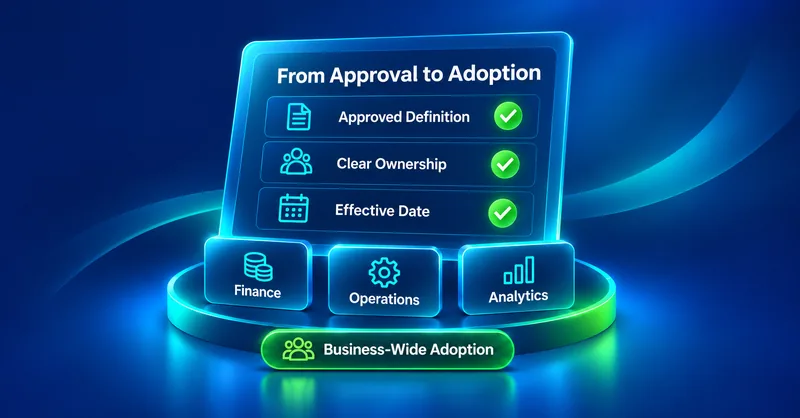 From Approval to Adoption
Approved Definition
Clear Ownership
Effective Date
Finance
Operations
Analytics
Business-Wide Adoption